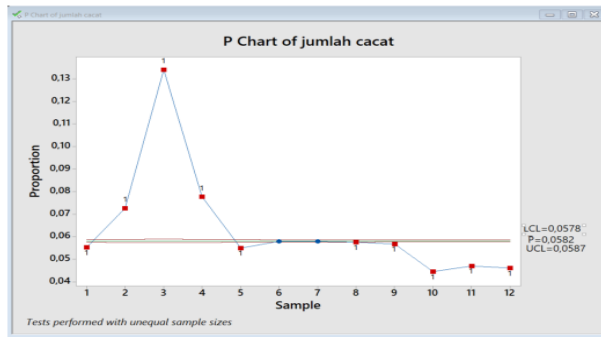 P Chart of jumlah cacat
P Chart of jumlah cacat
0,13
0,12
0,11
0,10
0,09
0,08
0,07
0,06
0,05
0,04
Proportion
1
1
1
1
1
1
1
1
1
1
LCL=0,0578
P=0,0582
UCL=0,0587
1 2 3 4 5 6 7 8 9 10 11 12
Sample
Tests performed with unequal sample sizes